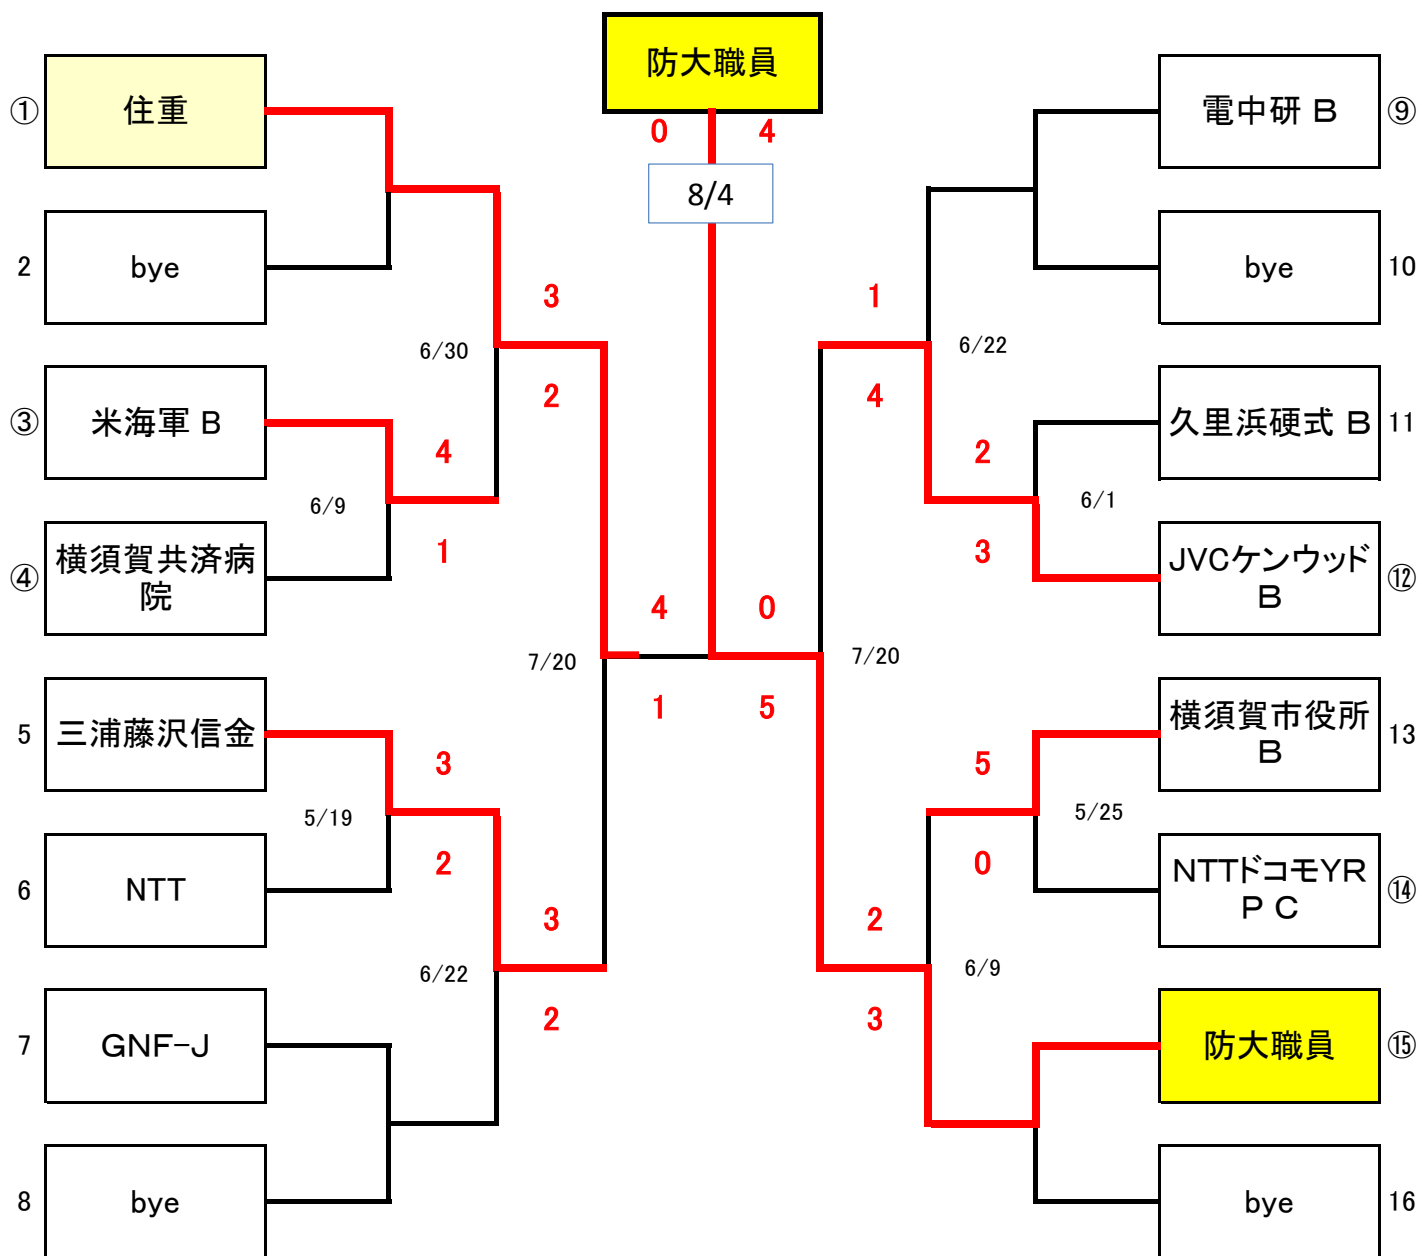 防大職員
0 4
8/4
① 住重
2 bye
3
6/30
2
③ 米海軍 B
4
6/9
1
④ 横須賀共済病
院
4
7/20
1
5 三浦藤沢信金
3
5/19
2
6 NTT
3
6/22
2
7 GNF-J
8 bye
電中研 B ⑨
bye 10
1
6/22
4
久里浜硬式 B 11
2
6/1
3
JVCケンウッド
B ⑫
0
7/20
5
横須賀市役所
B 13
5
5/25
0
NTTドコモYR
P C ⑭
2
6/9
3
防大職員 ⑮
bye 16